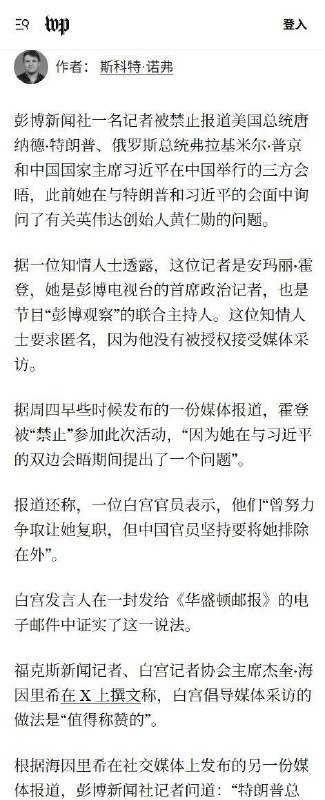 wp
登入
作者： 斯科特·诺弗
彭博新闻社一名记者被禁止报道美国总统唐
纳德·特朗普、俄罗斯总统弗拉基米尔·普京
和中国国家主席习近平在中国举行的三方会
晤，此前她在与特朗普和习近平的会面中询
问了有关英伟达创始人黄仁勋的问题。
据一位知情人士透露，这位记者是安玛丽·霍
登，她是彭博电视台的首席政治记者，也是
节目“彭博观察”的联合主持人。这位知情人
士要求匿名，因为他没有被授权接受媒体采
访。
据周四早些时候发布的一份媒体报道，霍登
被“禁止”参加此次活动，“因为她在与习近平
的双边会晤期间提出了一个问题”。
报道还称，一位白宫官员表示，他们“曾努力
争取让她复职，但中国官员坚持要将她排除
在外”。
白宫发言人在一封发给《华盛顿邮报》的电
子邮件中证实了这一说法。
福克斯新闻记者、白宫记者协会主席杰奎·海
因里希在 X 上撰文称，白宫倡导媒体采访的
做法是“值得称赞的”。
根据海因里希在社交媒体上发布的另一份媒
体报道，彭博新闻社记者问道：“特朗普总